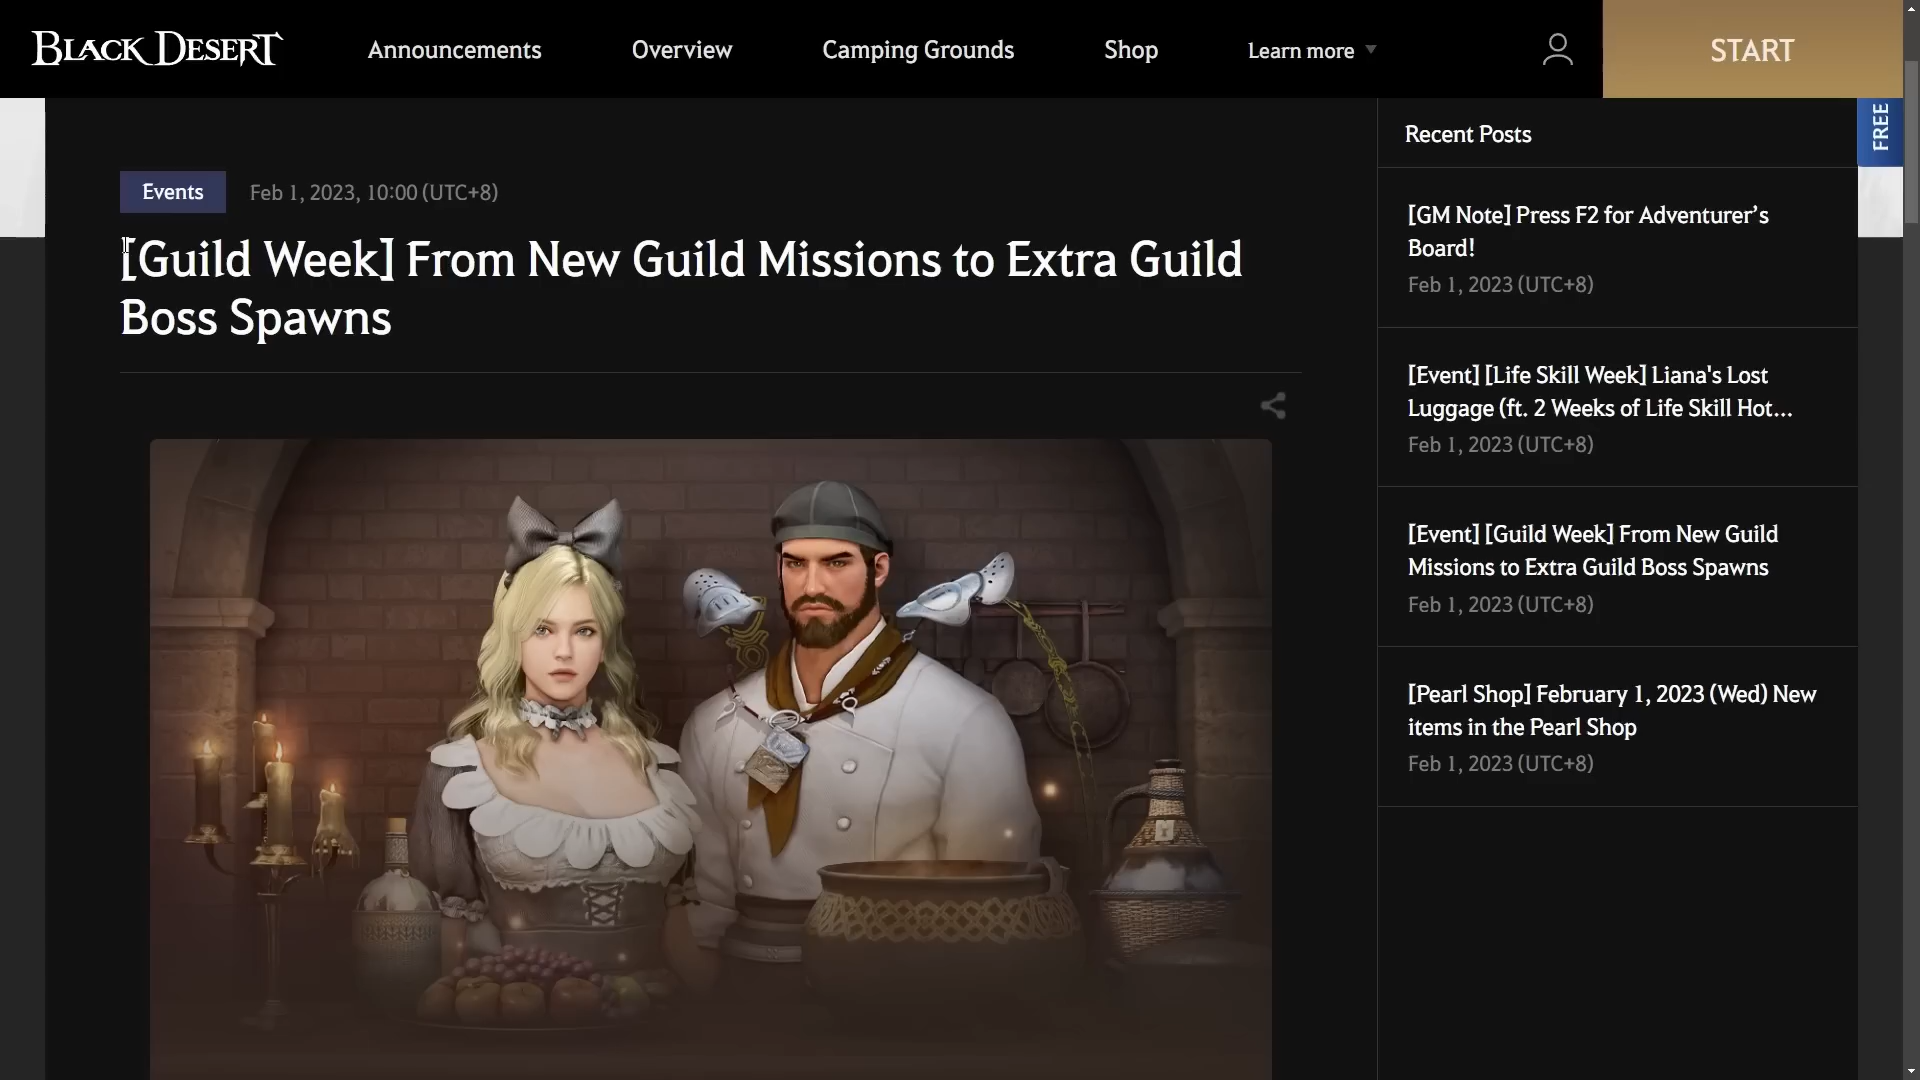 BLACK DESERT
Announcements
Overview
Camping Grounds
Shop
Learn more
START
FREE
Events
Feb 1, 2023, 10:00 (UTC+8)
[Guild Week] From New Guild Missions to Extra Guild
Boss Spawns
Recent Posts
[GM Note] Press F2 for Adventurer’s
Board!
Feb 1, 2023 (UTC+8)
[Event] [Life Skill Week] Liana's Lost
Luggage (ft. 2 Weeks of Life Skill Hot...
Feb 1, 2023 (UTC+8)
[Event] [Guild Week] From New Guild
Missions to Extra Guild Boss Spawns
Feb 1, 2023 (UTC+8)
[Pearl Shop] February 1, 2023 (Wed) New
items in the Pearl Shop
Feb 1, 2023 (UTC+8)